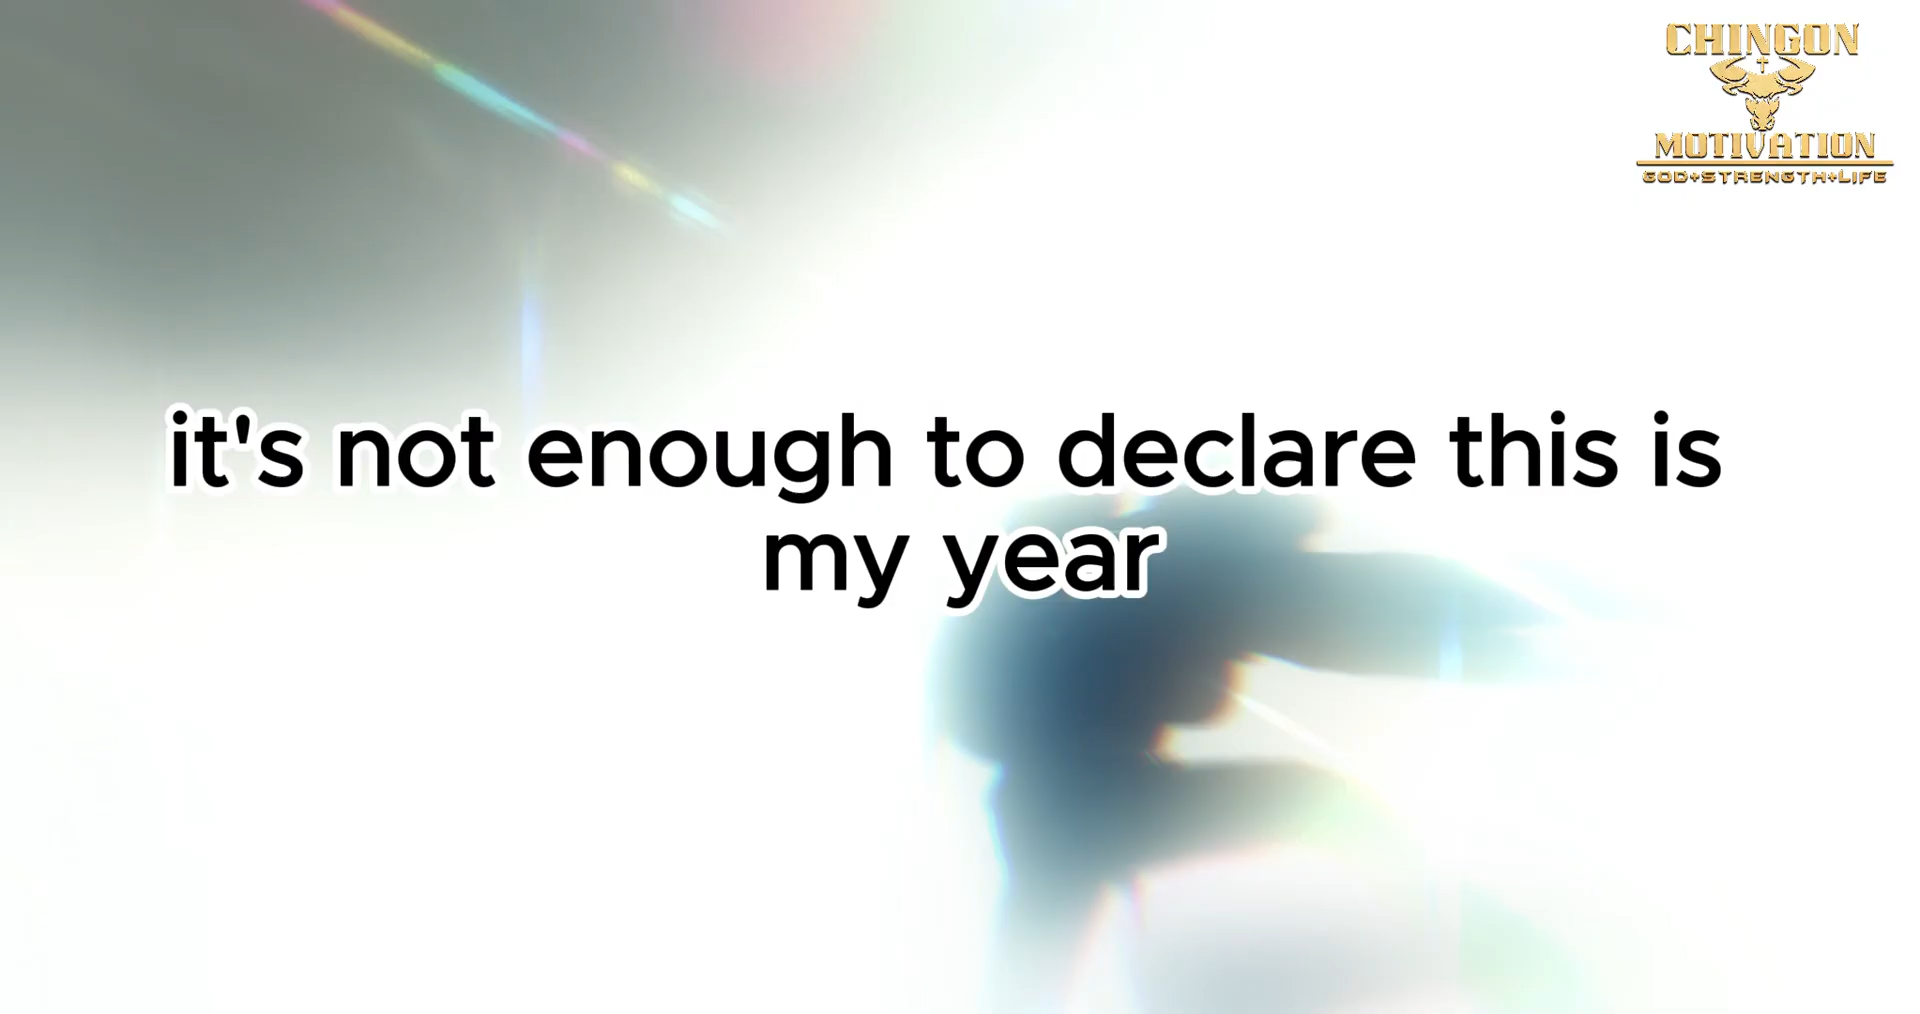 CHINGON
MOTIVATION
GOD+STRENGTH+LIFE
it's not enough to declare this is
my year